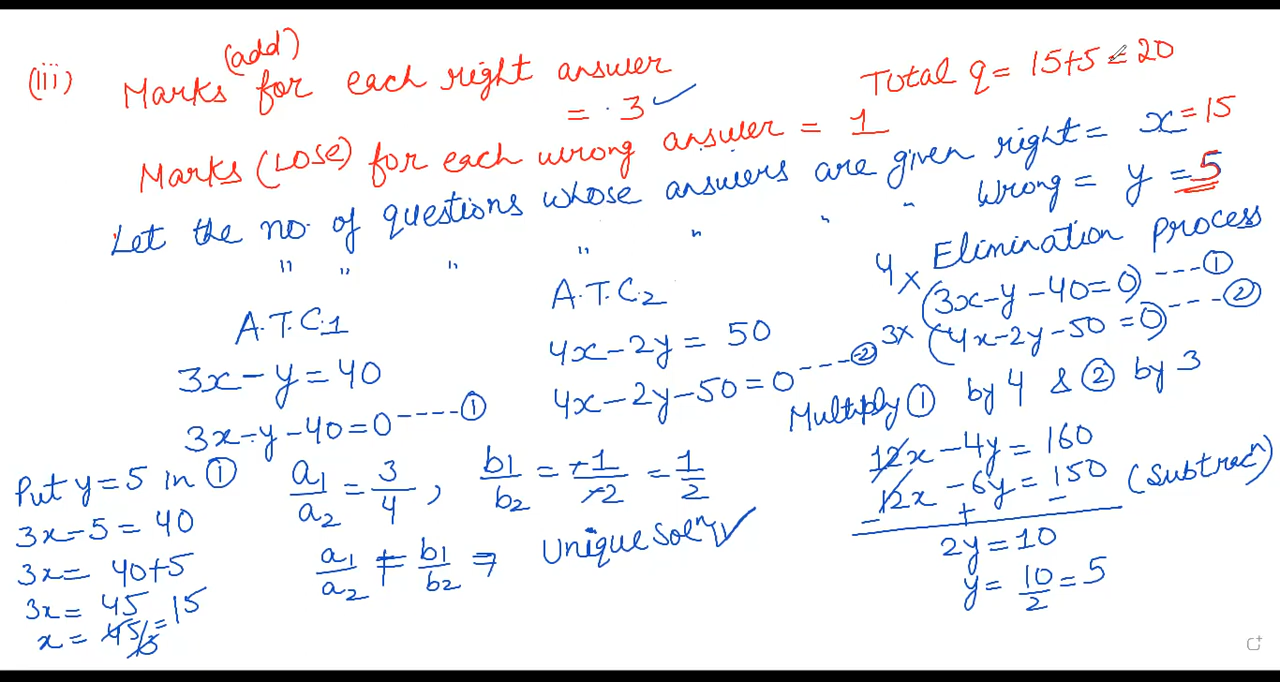 (iii) Marks (add) for each right answer
= 3 ✓
Marks (LOSE) for each wrong answer = 1
Total q = 15+5 = 20
Let the no. of questions whose answers are given right = x = 15
" " " " " " " Wrong = y = 5
A.T.C.1
3x - y = 40
3x - y - 40 = 0 ---- ①
A.T.C.2
4x - 2y = 50
4x - 2y - 50 = 0 ---- ②
a1/a2 = 3/4, b1/b2 = -1/-2 = 1/2
a1/a2 ≠ b1/b2 ⇒ Unique Soln ✓
Elimination Process
4 x (3x - y - 40 = 0) ---- ①
3x (4x - 2y - 50 = 0) ---- ②
Multiply ① by 4 & ② by 3
12x - 4y = 160
12x - 6y = 150 (Subtracn)
- + -
2y = 10
y = 10/2 = 5
Put y = 5 in ①
3x - 5 = 40
3x = 40+5
3x = 45
x = 45/3 = 15